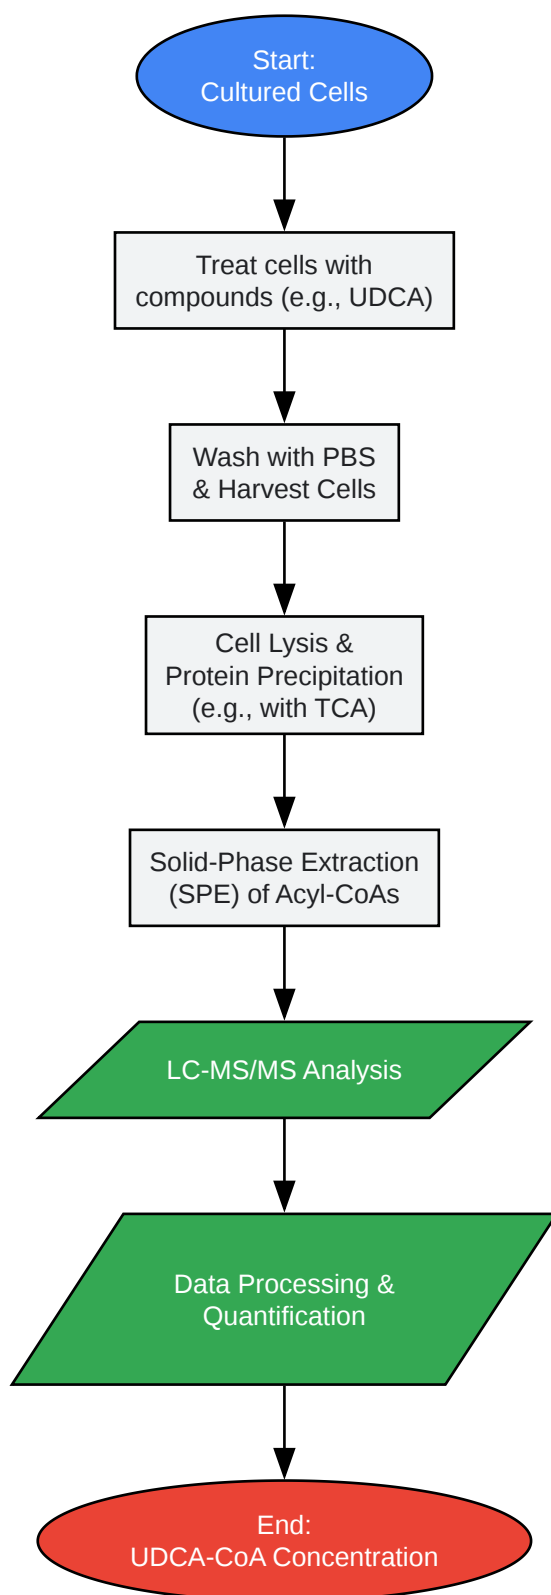 Start:
Cultured Cells
Treat cells with
compounds (e.g., UDCA)
Wash with PBS
& Harvest Cells
Cell Lysis &
Protein Precipitation
(e.g., with TCA)
Solid-Phase Extraction
(SPE) of Acyl-CoAs
LC-MS/MS Analysis
Data Processing &
Quantification
End:
UDCA-CoA Concentration